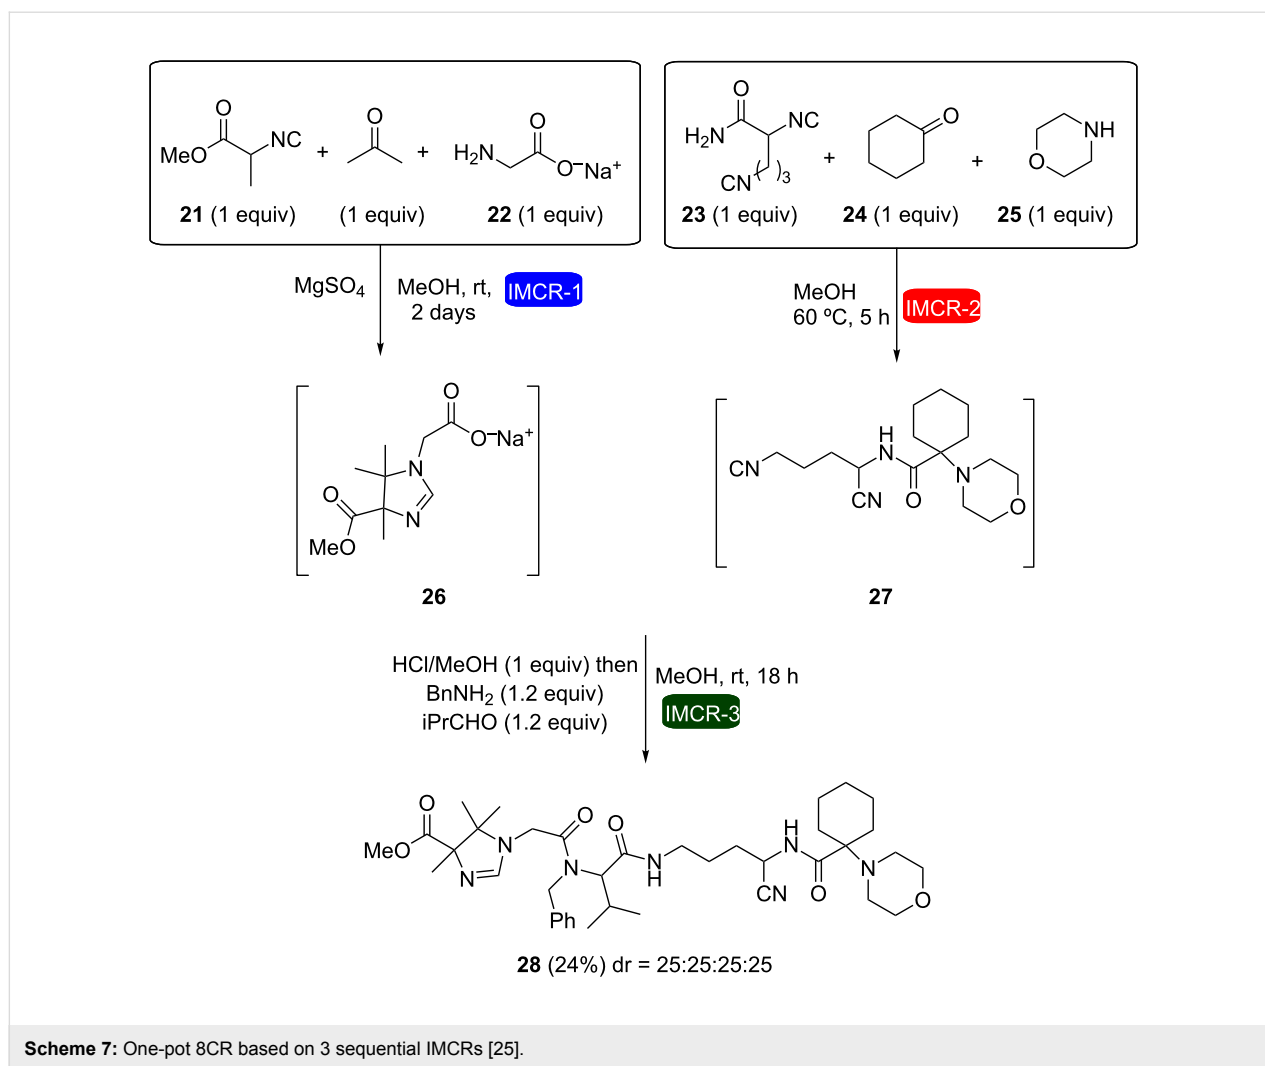 O
MeO
NC
+
O
+
H2N
O
O–Na+
21 (1 equiv)
(1 equiv)
22 (1 equiv)
O
H2N
NC
CN
( )3
+
O
+
NH
O
23 (1 equiv)
24 (1 equiv)
25 (1 equiv)
MgSO4
MeOH, rt,
2 days
IMCR-1
MeOH
60 ºC, 5 h
IMCR-2
O
O–Na+
N
N
O
MeO
26
CN
H
N
CN
O
N
O
27
HCl/MeOH (1 equiv) then
BnNH2 (1.2 equiv)
iPrCHO (1.2 equiv)
MeOH, rt, 18 h
IMCR-3
O
MeO
N
N
O
N
Ph
O
N
H
H
N
CN
O
N
O
28 (24%) dr = 25:25:25:25
Scheme 7: One-pot 8CR based on 3 sequential IMCRs [25].